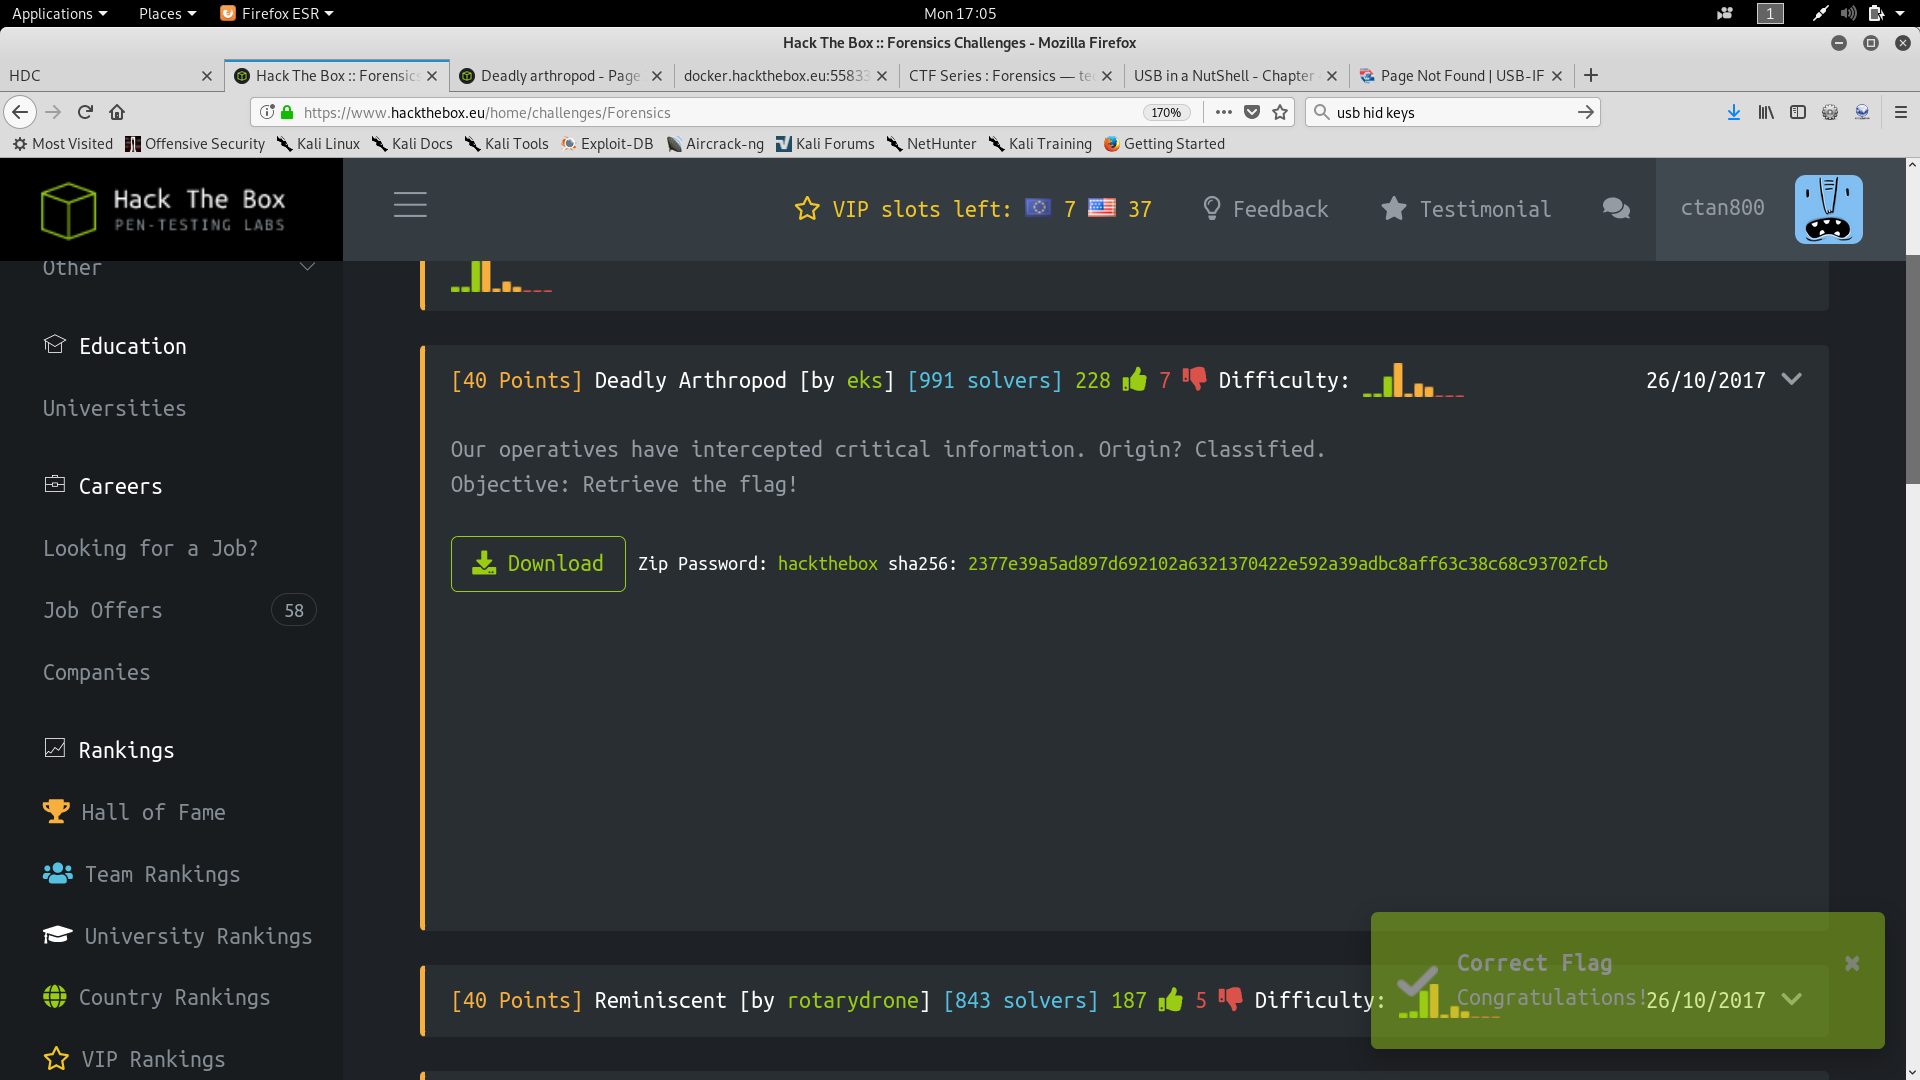 Applications Places Firefox ESR Mon 17:05 1
Hack The Box :: Forensics Challenges - Mozilla Firefox
HDC Hack The Box :: Forensics Deadly arthropod - Page docker.hackthebox.eu:55833 CTF Series : Forensics — te USB in a NutShell - Chapter Page Not Found | USB-IF
https://www.hackthebox.eu/home/challenges/Forensics 170% usb hid keys
Most Visited Offensive Security Kali Linux Kali Docs Kali Tools Exploit-DB Aircrack-ng Kali Forums NetHunter Kali Training Getting Started
Hack The Box
PEN-TESTING LABS
VIP slots left: 7 37 Feedback Testimonial ctan800
Other
Education
Universities
Careers
Looking for a Job?
Job Offers 58
Companies
Rankings
Hall of Fame
Team Rankings
University Rankings
Country Rankings
VIP Rankings
[40 Points] Deadly Arthropod [by eks] [991 solvers] 228 7 Difficulty: 26/10/2017
Our operatives have intercepted critical information. Origin? Classified.
Objective: Retrieve the flag!
Download Zip Password: hackthebox sha256: 2377e39a5ad897d692102a6321370422e592a39adbc8aff63c38c68c93702fcb
[40 Points] Reminiscent [by rotarydrone] [843 solvers] 187 5 Difficulty: 26/10/2017
Correct Flag
Congratulations!